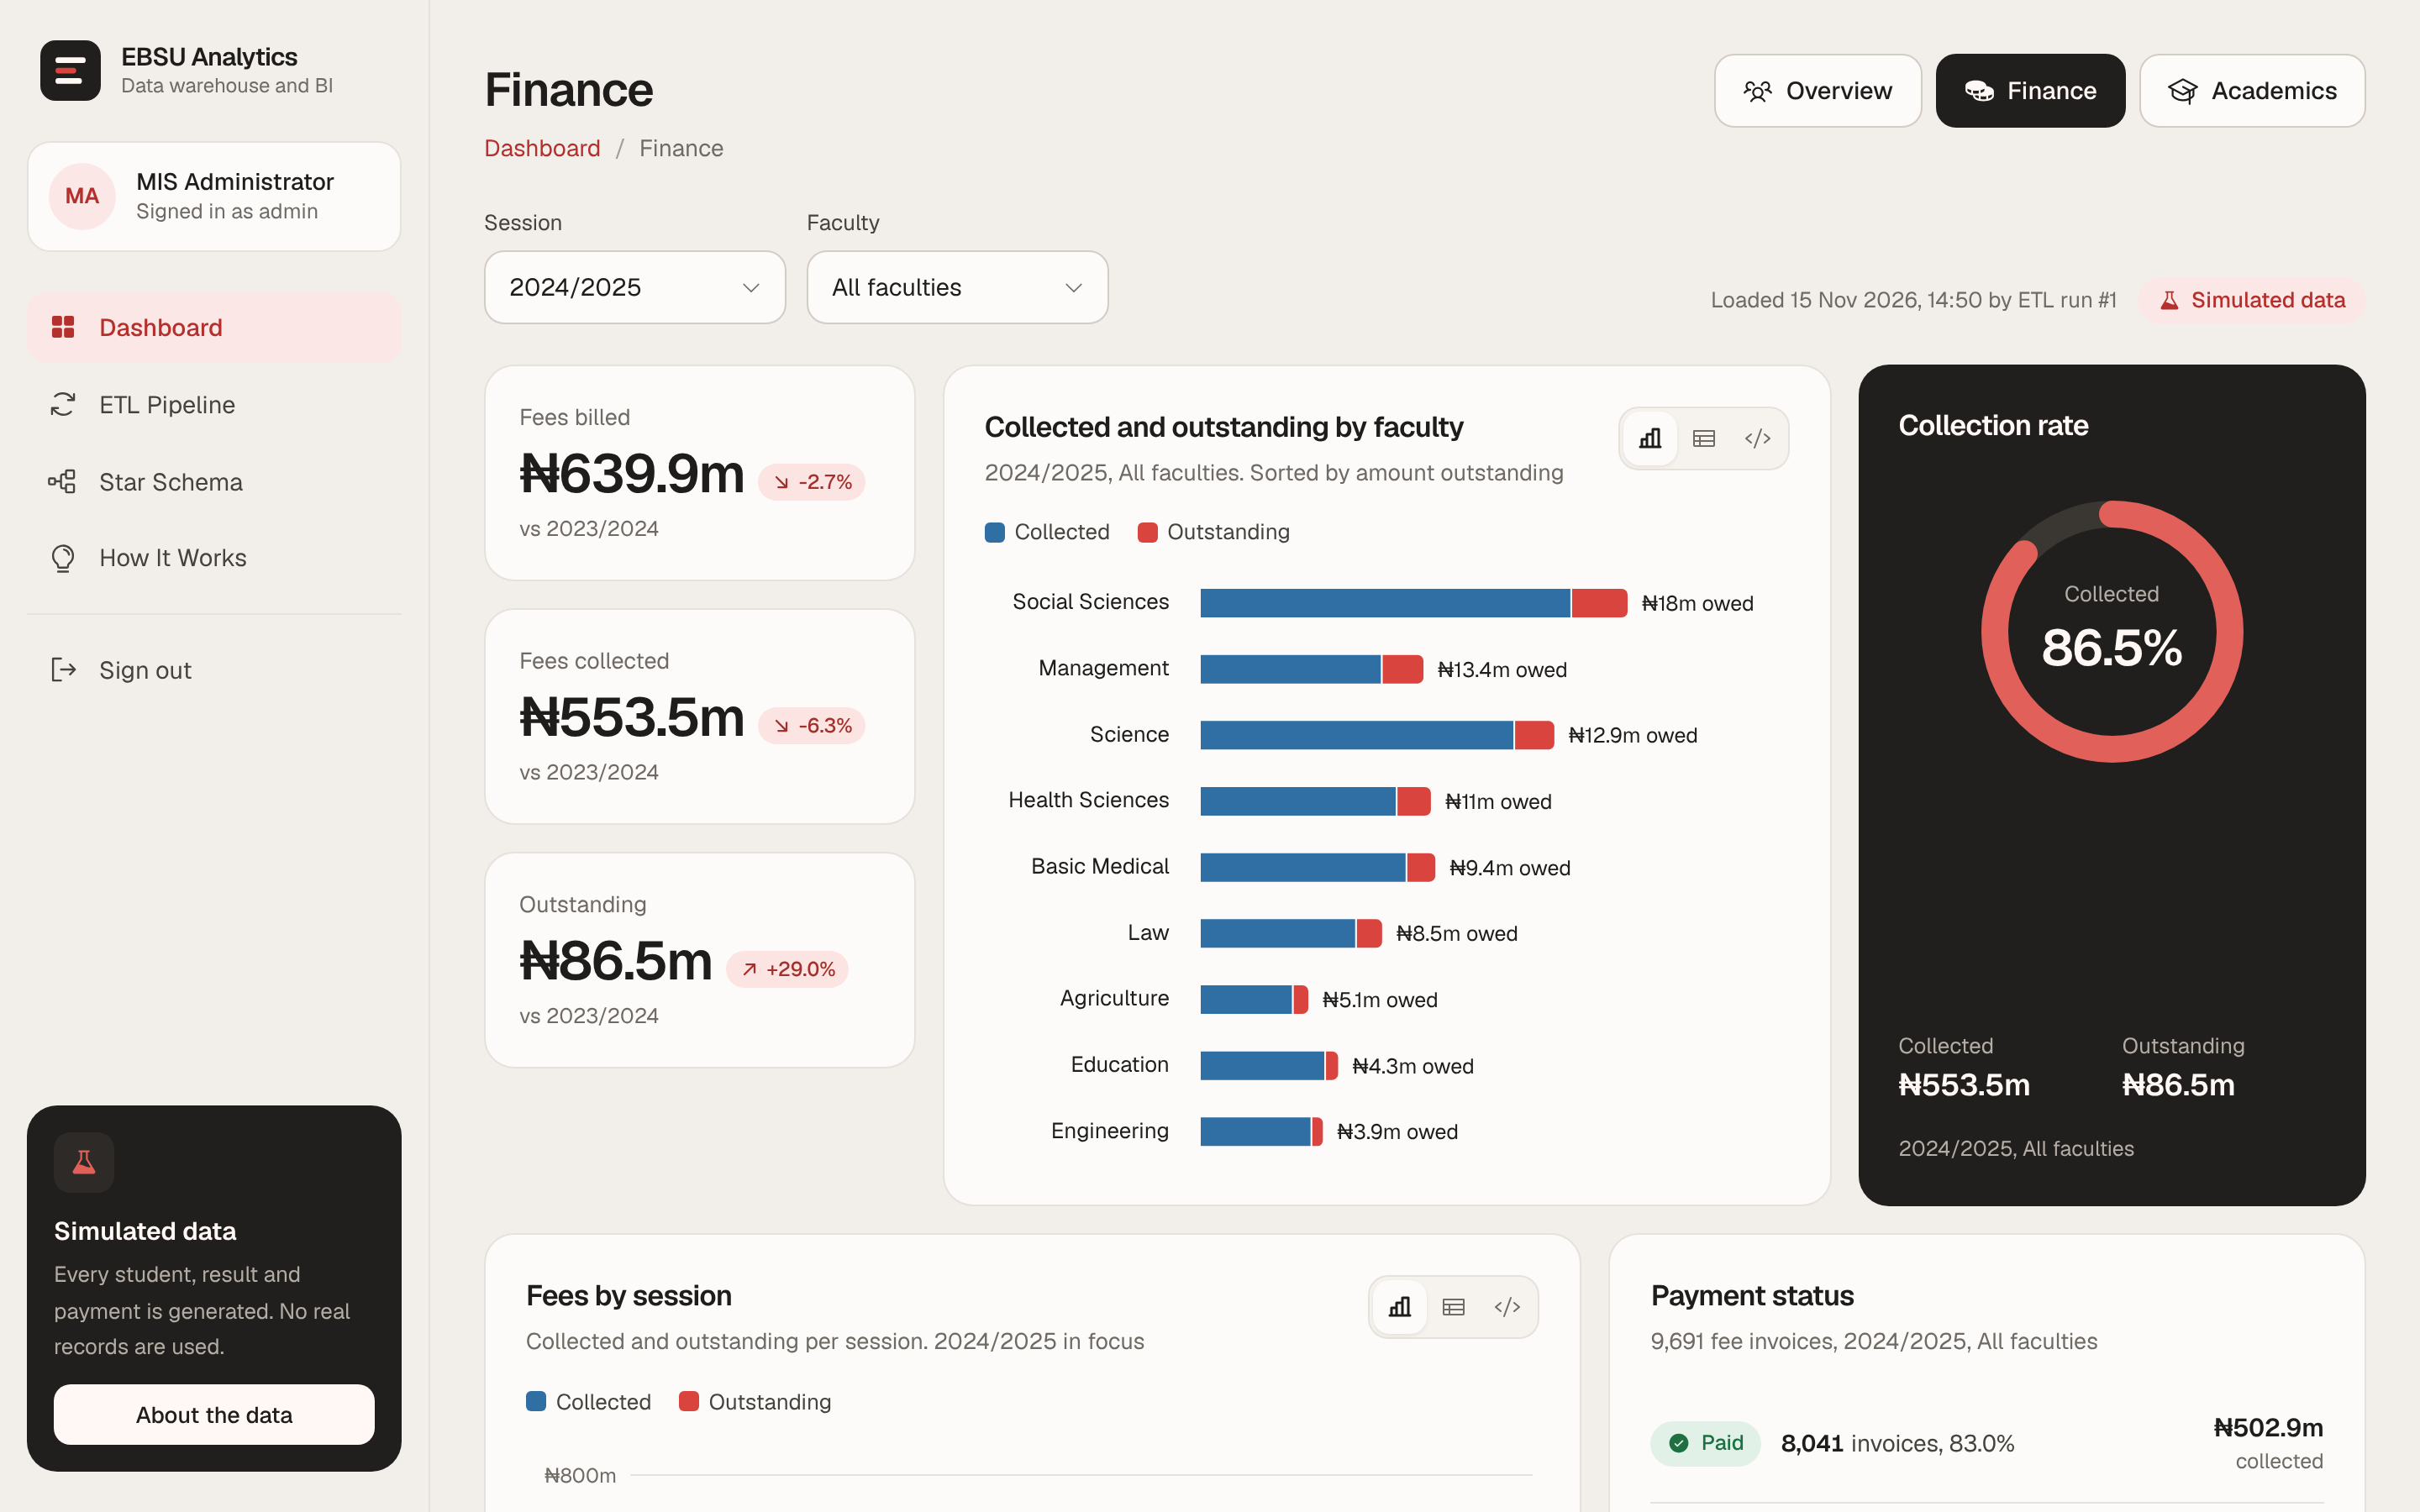 EBSU Analytics
Data warehouse and BI
MA
MIS Administrator
Signed in as admin
Dashboard
ETL Pipeline
Star Schema
How It Works
Sign out
Simulated data
Every student, result and
payment is generated. No real
records are used.
About the data
Finance
Dashboard / Finance
Overview
Finance
Academics
Session
2024/2025
Faculty
All faculties
Loaded 15 Nov 2026, 14:50 by ETL run #1
Simulated data
Fees billed
₦639.9m -2.7%
vs 2023/2024
Fees collected
₦553.5m -6.3%
vs 2023/2024
Outstanding
₦86.5m +29.0%
vs 2023/2024
Collected and outstanding by faculty
2024/2025, All faculties. Sorted by amount outstanding
</>
Collected Outstanding
Social Sciences ₦18m owed
Management ₦13.4m owed
Science ₦12.9m owed
Health Sciences ₦11m owed
Basic Medical ₦9.4m owed
Law ₦8.5m owed
Agriculture ₦5.1m owed
Education ₦4.3m owed
Engineering ₦3.9m owed
Collection rate
Collected
86.5%
Collected Outstanding
₦553.5m ₦86.5m
2024/2025, All faculties
Fees by session
Collected and outstanding per session. 2024/2025 in focus
</>
Collected Outstanding
₦800m
Payment status
9,691 fee invoices, 2024/2025, All faculties
Paid 8,041 invoices, 83.0% ₦502.9m
collected